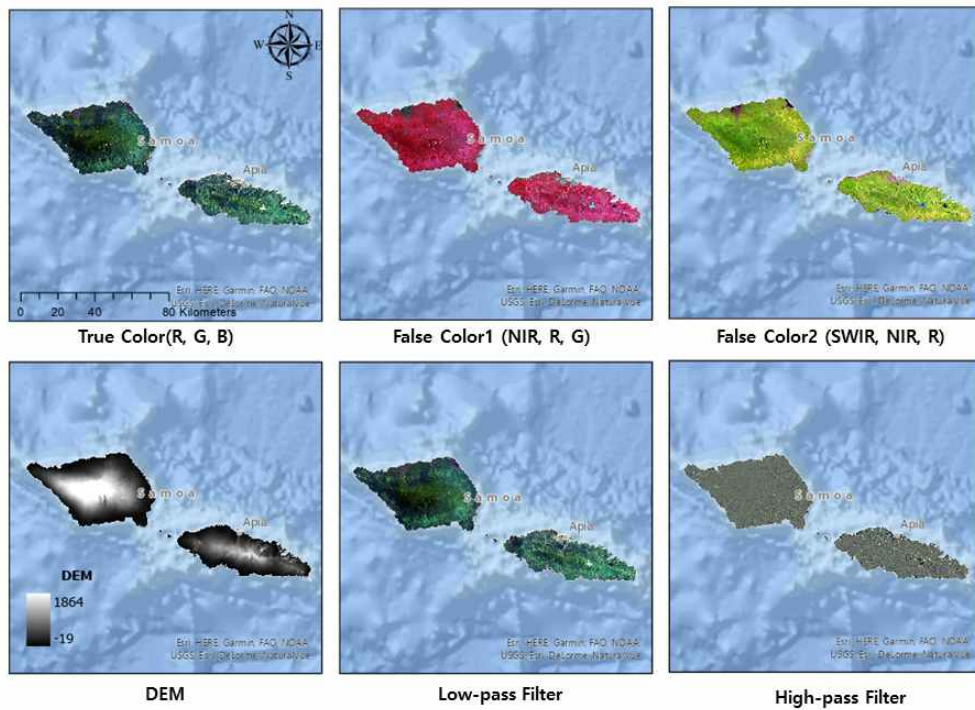 N
W E
S
Samoa
Apia
Esri, HERE, Garmin, FAO, NOAA,
USGS, Esri, DeLorme, NaturalVue
0 20 40 80 Kilometers
True Color(R, G, B)
Samoa
Apia
Esri, HERE, Garmin, FAO, NOAA,
USGS, Esri, DeLorme, NaturalVue
False Color1 (NIR, R, G)
Samoa
Apia
Esri, HERE, Garmin, FAO, NOAA,
USGS, Esri, DeLorme, NaturalVue
False Color2 (SWIR, NIR, R)
Samoa
Apia
DEM
1864
-19
Esri, HERE, Garmin, FAO, NOAA,
USGS, Esri, DeLorme, NaturalVue
DEM
Samoa
Apia
Esri, HERE, Garmin, FAO, NOAA,
USGS, Esri, DeLorme, NaturalVue
Low-pass Filter
Samoa
Apia
Esri, HERE, Garmin, FAO, NOAA,
USGS, Esri, DeLorme, NaturalVue
High-pass Filter